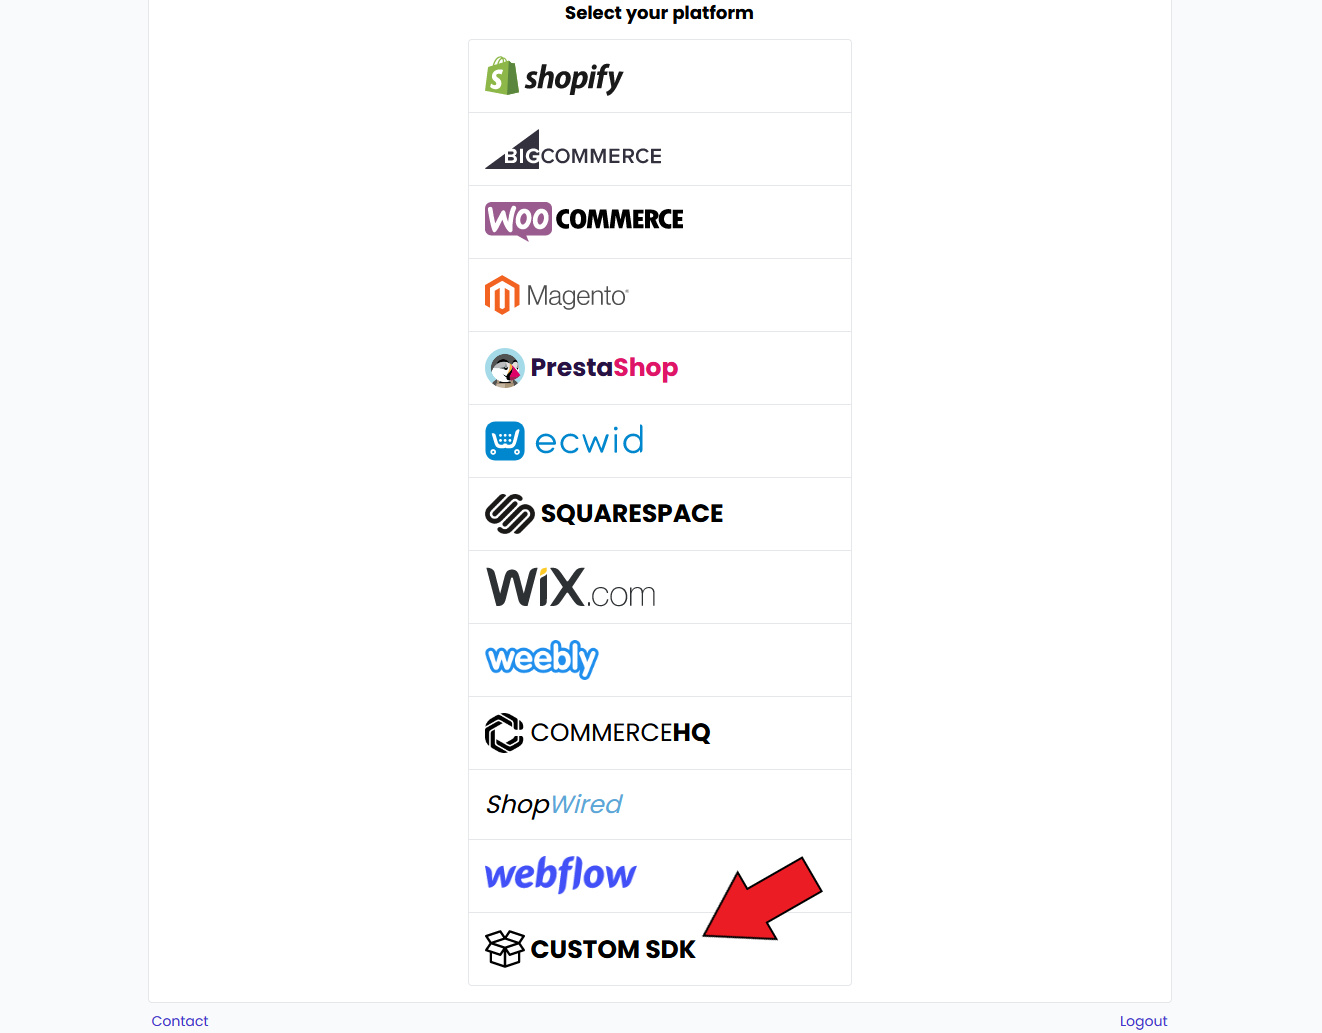 Select your platform
shopify
BIGCOMMERCE
WOO COMMERCE
Magento®
PrestaShop
ecwid
SQUARESPACE
WiX.com
weebly
COMMERCEHQ
ShopWired
webflow
CUSTOM SDK
Contact
Logout